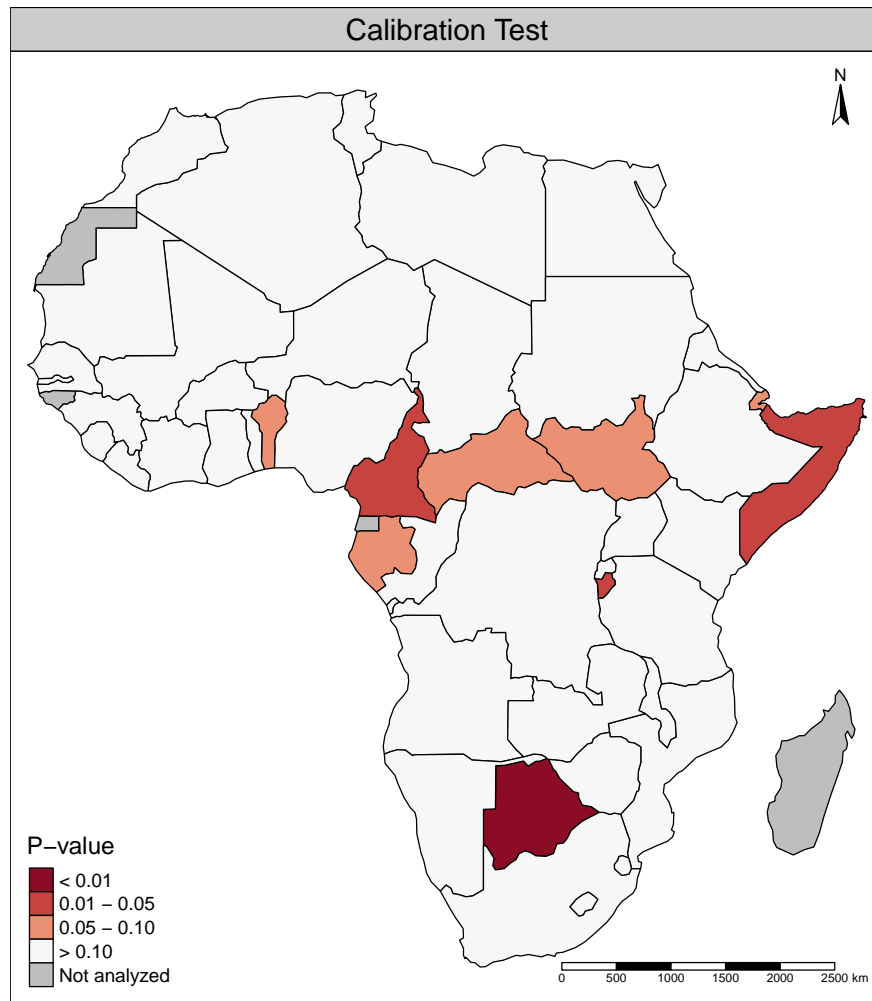 Calibration Test
N
P−value
< 0.01
0.01 − 0.05
0.05 − 0.10
> 0.10
Not analyzed
0 500 1000 1500 2000 2500 km